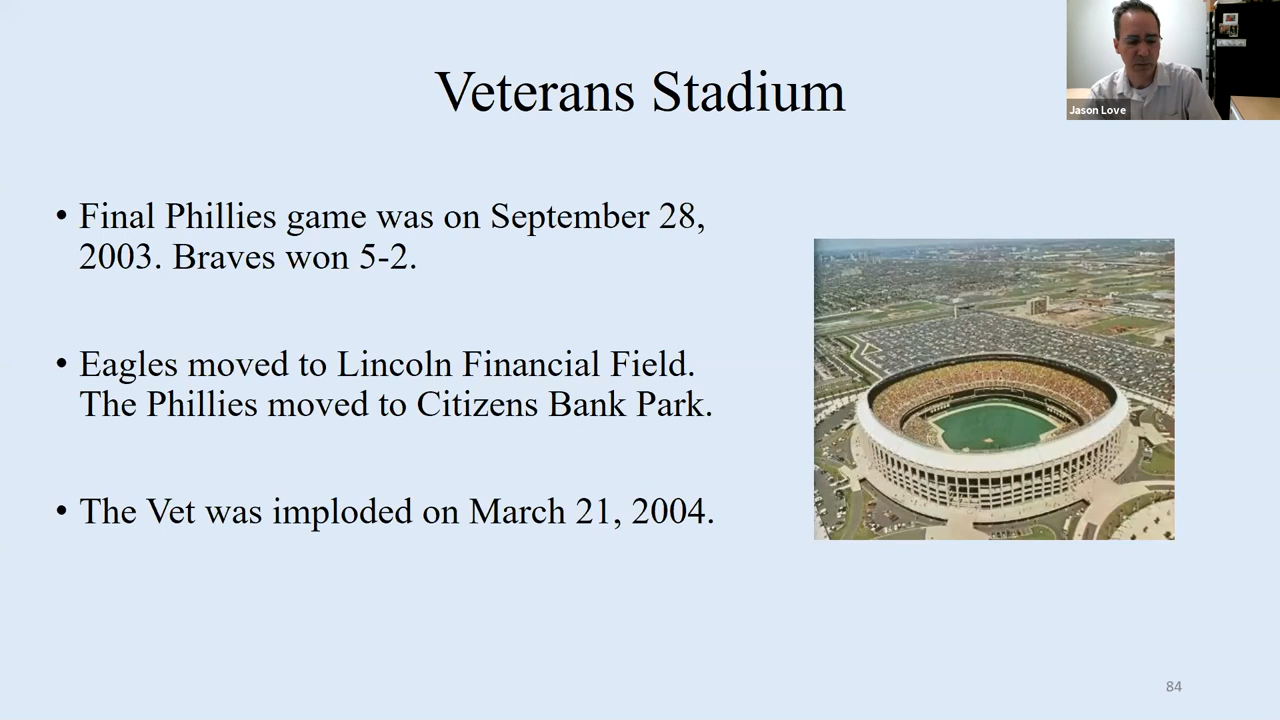 Veterans Stadium
Jason Love
• Final Phillies game was on September 28,
2003. Braves won 5-2.
• Eagles moved to Lincoln Financial Field.
The Phillies moved to Citizens Bank Park.
• The Vet was imploded on March 21, 2004.
84